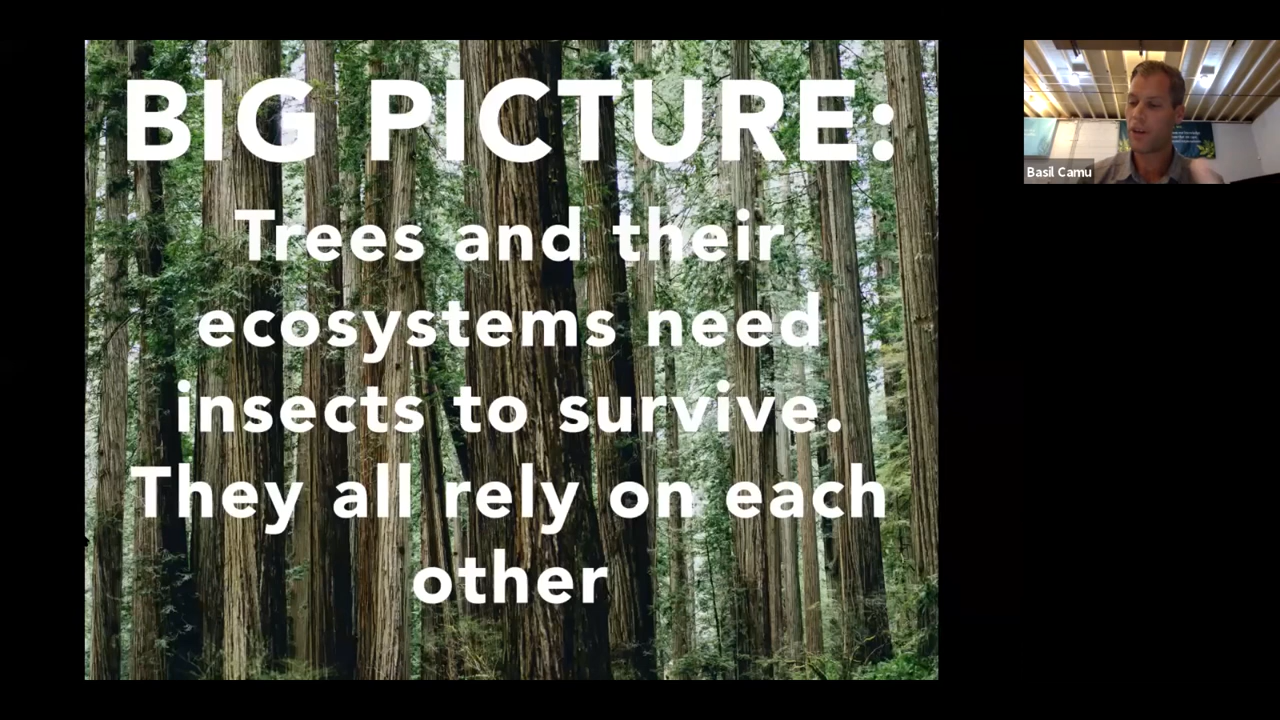 BIG PICTURE:
Trees and their
ecosystems need
insects to survive.
They all rely on each
other
Basil Camu